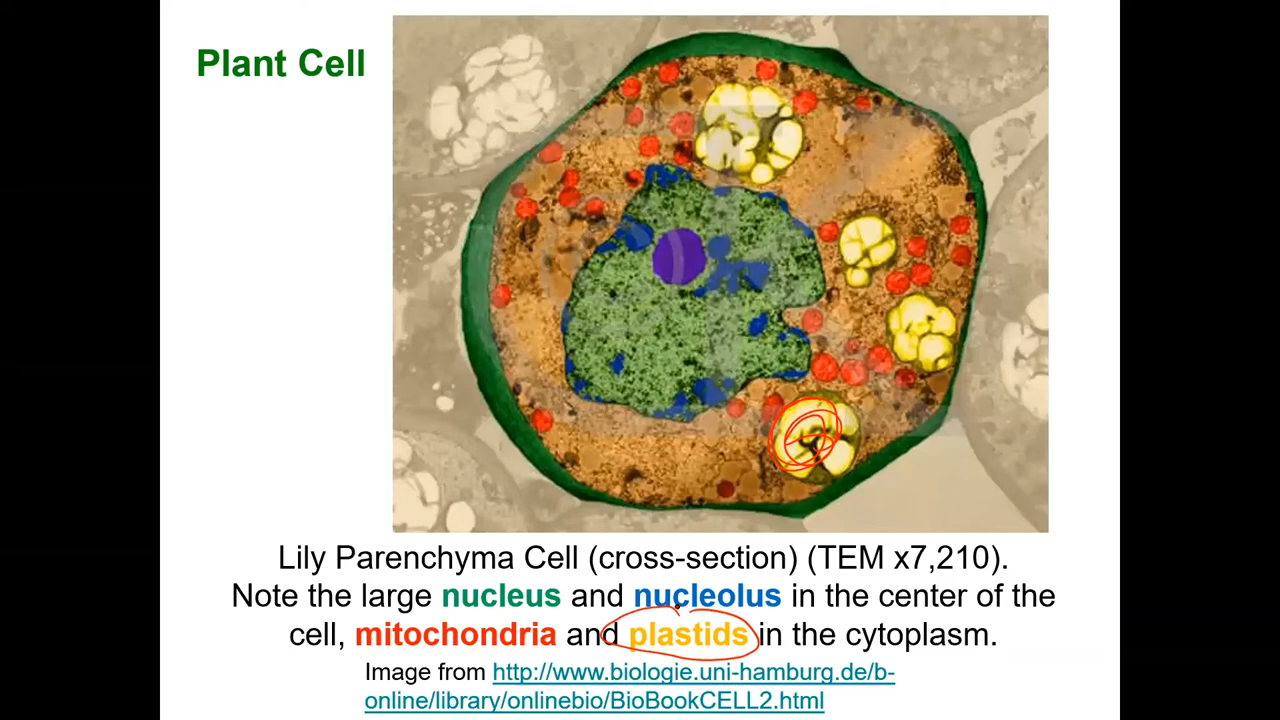 Plant Cell
Lily Parenchyma Cell (cross-section) (TEM x7,210).
Note the large nucleus and nucleolus in the center of the
cell, mitochondria and plastids in the cytoplasm.
Image from http://www.biologie.uni-hamburg.de/b-
online/library/onlinebio/BioBookCELL2.html